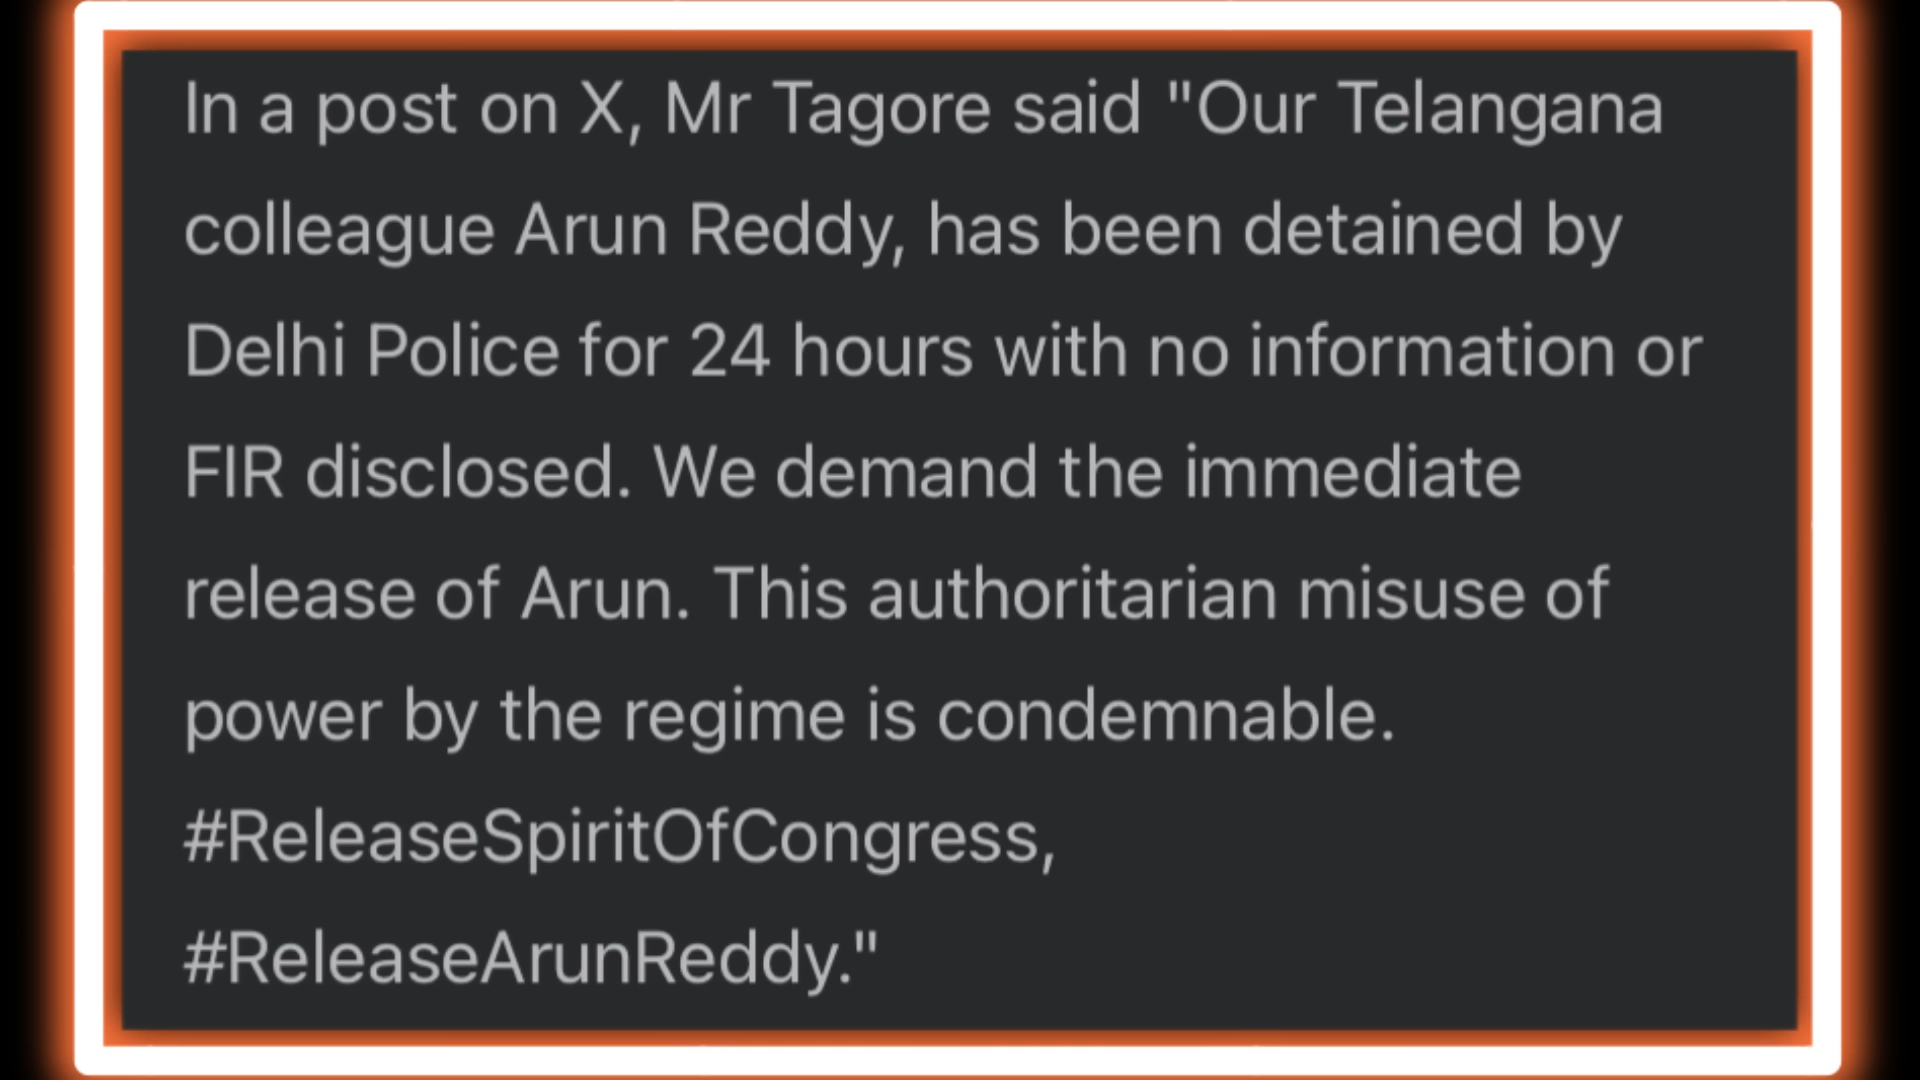 In a post on X, Mr Tagore said "Our Telangana
colleague Arun Reddy, has been detained by
Delhi Police for 24 hours with no information or
FIR disclosed. We demand the immediate
release of Arun. This authoritarian misuse of
power by the regime is condemnable.
#ReleaseSpiritOfCongress,
#ReleaseArunReddy."